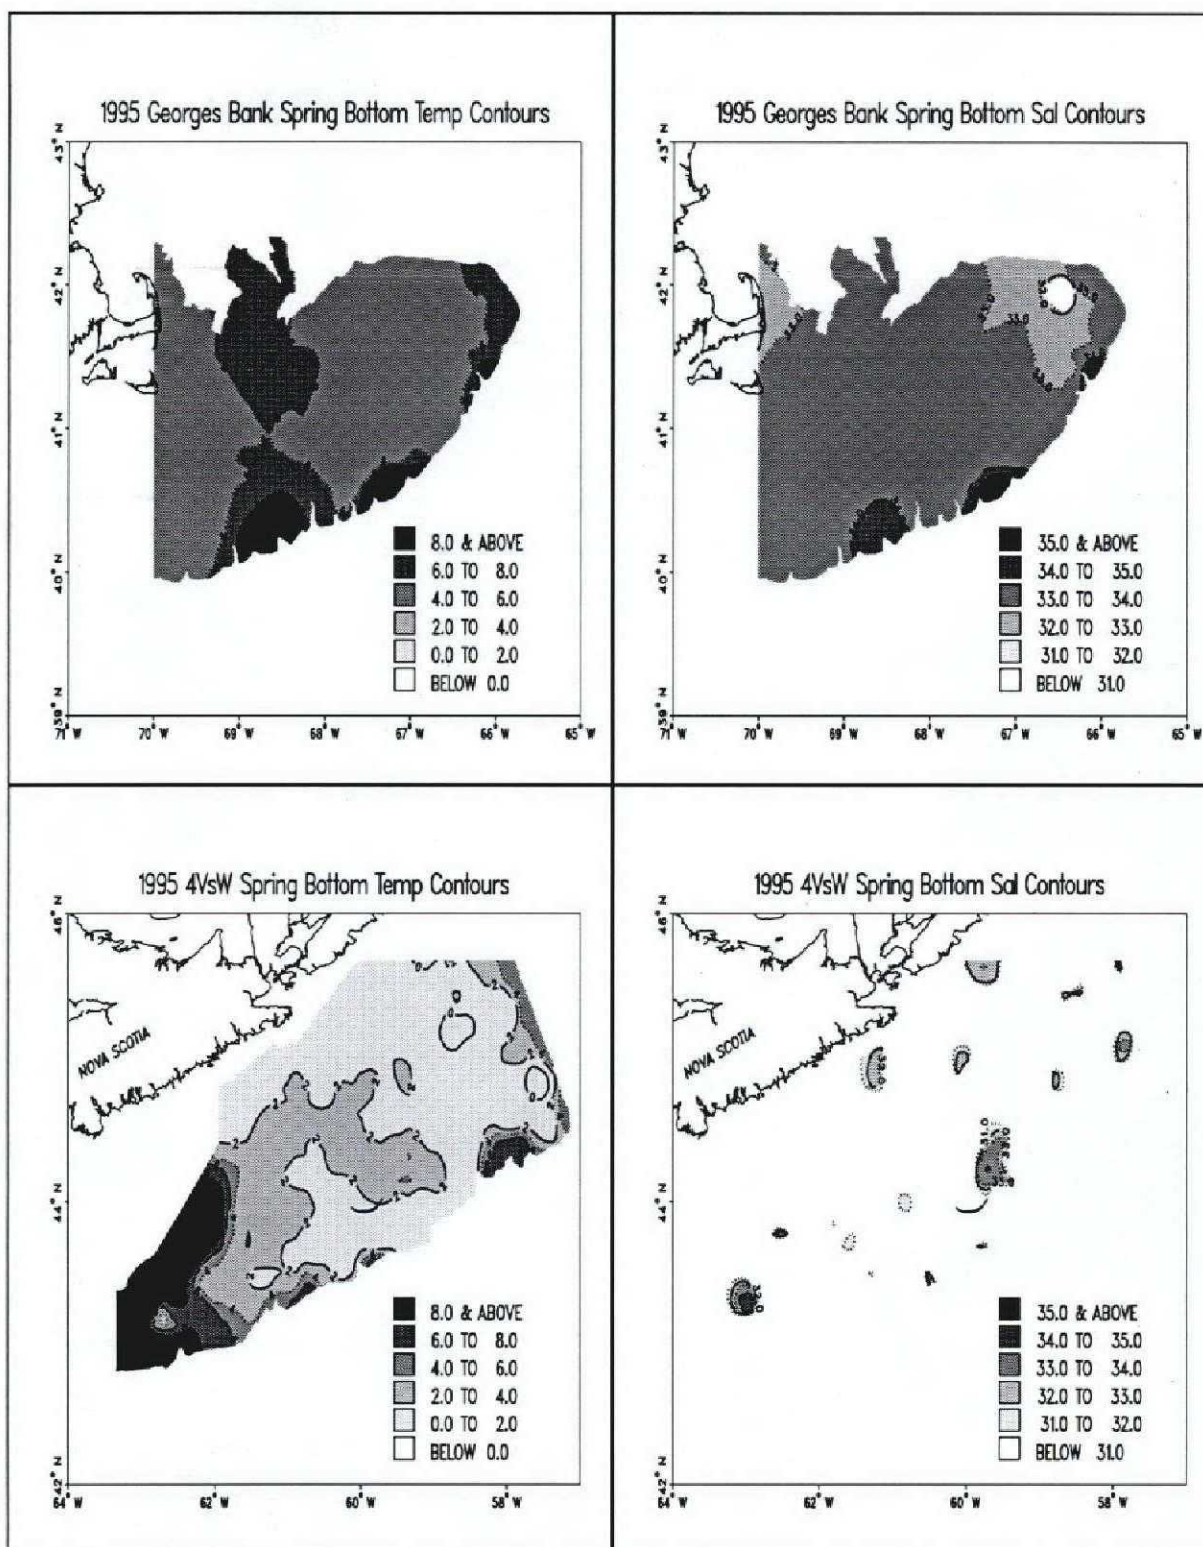 1995 Georges Bank Spring Bottom Temp Contours
43° N
42° N
41° N
40° N
39° N
71° W 70° W 69° W 68° W 67° W 66° W 65° W
8.0 & ABOVE
6.0 TO 8.0
4.0 TO 6.0
2.0 TO 4.0
0.0 TO 2.0
BELOW 0.0
1995 Georges Bank Spring Bottom Sal Contours
43° N
42° N
41° N
40° N
39° N
33.0
33.0
33.0
71° W 70° W 69° W 68° W 67° W 66° W 65° W
35.0 & ABOVE
34.0 TO 35.0
33.0 TO 34.0
32.0 TO 33.0
31.0 TO 32.0
BELOW 31.0
1995 4VsW Spring Bottom Temp Contours
46° N
44° N
42° N
NOVA SCOTIA
64° W 62° W 60° W 58° W
8.0 & ABOVE
6.0 TO 8.0
4.0 TO 6.0
2.0 TO 4.0
0.0 TO 2.0
BELOW 0.0
1995 4VsW Spring Bottom Sal Contours
46° N
44° N
42° N
NOVA SCOTIA
31.0
64° W 62° W 60° W 58° W
35.0 & ABOVE
34.0 TO 35.0
33.0 TO 34.0
32.0 TO 33.0
31.0 TO 32.0
BELOW 31.0